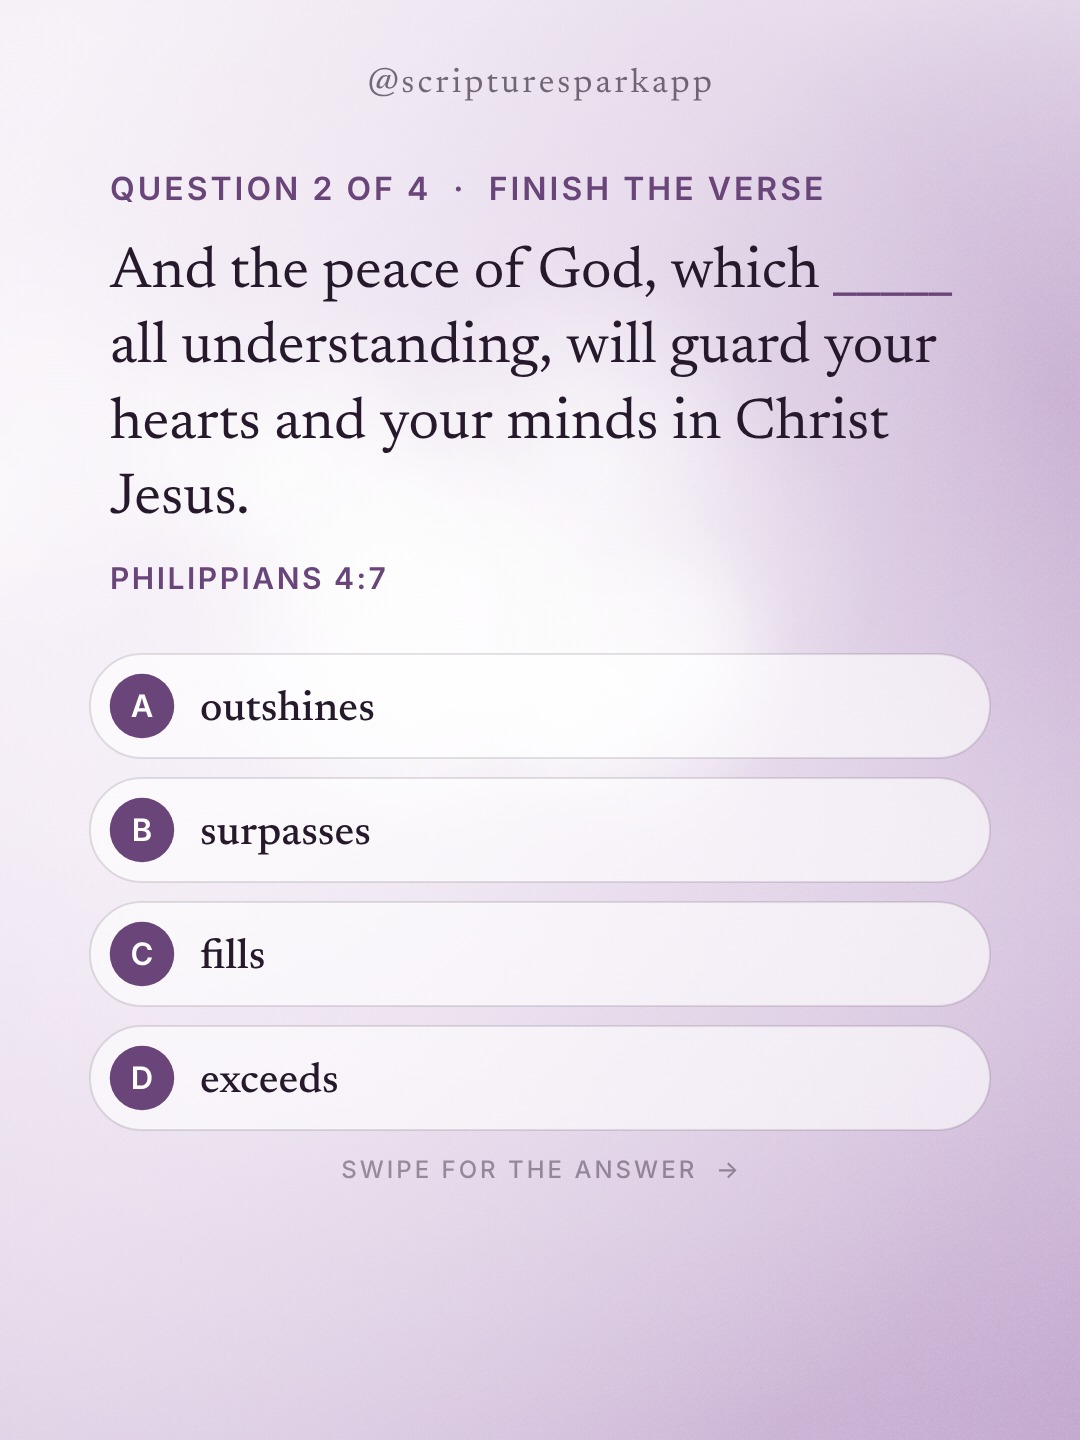 @scripturesparkapp
QUESTION 2 OF 4 · FINISH THE VERSE
And the peace of God, which _____
all understanding, will guard your
hearts and your minds in Christ
Jesus.
PHILIPPIANS 4:7
A outshines
B surpasses
C fills
D exceeds
SWIPE FOR THE ANSWER →